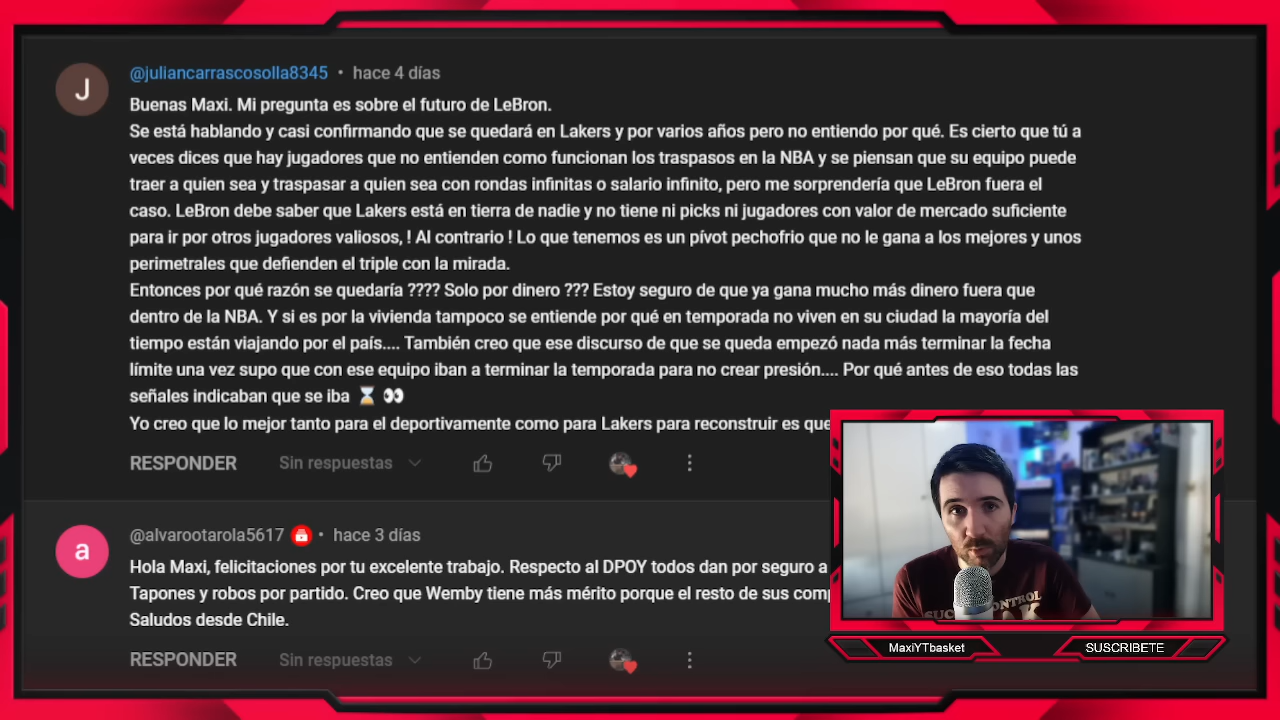 @juliancarrascosolla8345 • hace 4 días
Buenas Maxi. Mi pregunta es sobre el futuro de LeBron.
Se está hablando y casi confirmando que se quedará en Lakers y por varios años pero no entiendo por qué. Es cierto que tú a
veces dices que hay jugadores que no entienden como funcionan los traspasos en la NBA y se piensan que su equipo puede
traer a quien sea y traspasar a quien sea con rondas infinitas o salario infinito, pero me sorprendería que LeBron fuera el
caso. LeBron debe saber que Lakers está en tierra de nadie y no tiene ni picks ni jugadores con valor de mercado suficiente
para ir por otros jugadores valiosos, ! Al contrario ! Lo que tenemos es un pívot pechofrio que no le gana a los mejores y unos
perimetrales que defienden el triple con la mirada.
Entonces por qué razón se quedaría ???? Solo por dinero ??? Estoy seguro de que ya gana mucho más dinero fuera que
dentro de la NBA. Y si es por la vivienda tampoco se entiende por qué en temporada no viven en su ciudad la mayoría del
tiempo están viajando por el país.... También creo que ese discurso de que se queda empezó nada más terminar la fecha
límite una vez supo que con ese equipo iban a terminar la temporada para no crear presión.... Por qué antes de eso todas las
señales indicaban que se iba ⌛ 👀
Yo creo que lo mejor tanto para el deportivamente como para Lakers para reconstruir es que
RESPONDER Sin respuestas
J
@alvarootarola5617 • hace 3 días
Hola Maxi, felicitaciones por tu excelente trabajo. Respecto al DPOY todos dan por seguro a
Tapones y robos por partido. Creo que Wemby tiene más mérito porque el resto de sus
Saludos desde Chile.
RESPONDER Sin respuestas
a
CONTROL
MaxiYTbasket
SUSCRIBETE